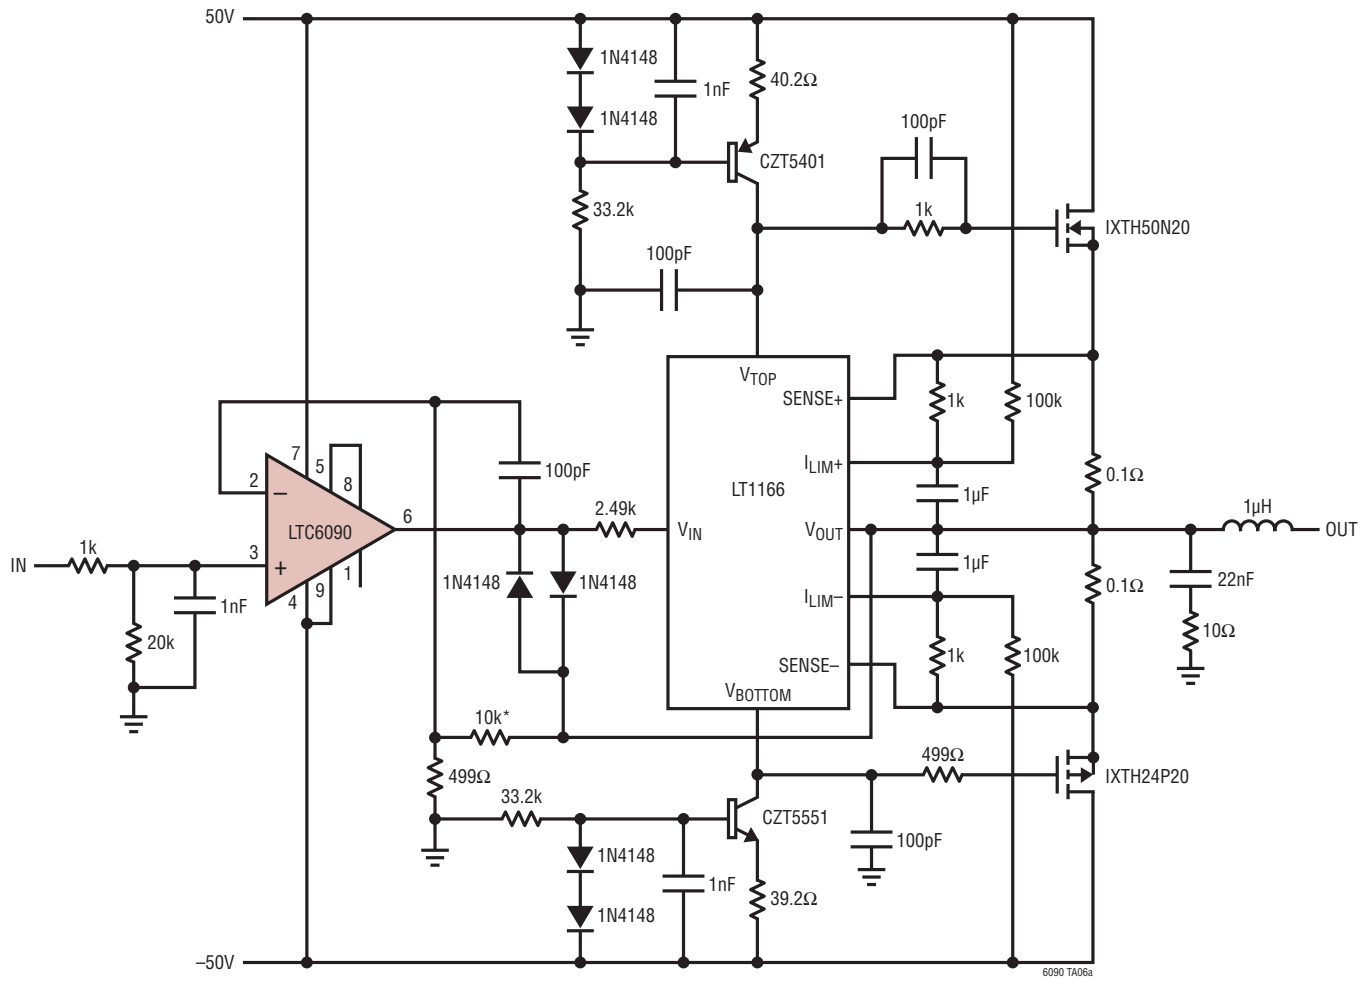 50V
1N4148
1nF
40.2Ω
1N4148
CZT5401
100pF
33.2k
1k
IXTH50N20
100pF
VTOP
SENSE+
1k
100k
7
5
8
2
–
100pF
ILIM+
0.1Ω
LTC6090
6
2.49k
LT1166
1µF
1µH
IN
1k
3
+
1
VIN
VOUT
OUT
1N4148
1N4148
1µF
22nF
0.1Ω
4
9
1nF
ILIM–
20k
10Ω
SENSE–
1k
100k
VBOTTOM
10k*
499Ω
499Ω
IXTH24P20
33.2k
CZT5551
1N4148
100pF
1nF
39.2Ω
1N4148
–50V
6090 TA06a